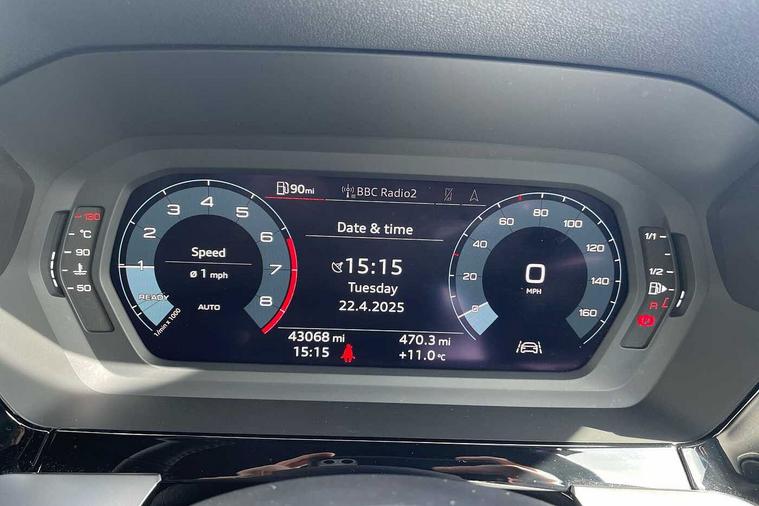 90mi
BBC Radio2
130
°C
90
50
1
2
3
4
5
6
7
8
READY
1/min x 1000
Speed
ø 1 mph
AUTO
Date & time
15:15
Tuesday
22.4.2025
43068 mi
470.3 mi
15:15
+11.0 °C
0
20
40
60
80
100
120
140
160
0
MPH
1/1
1/2
R